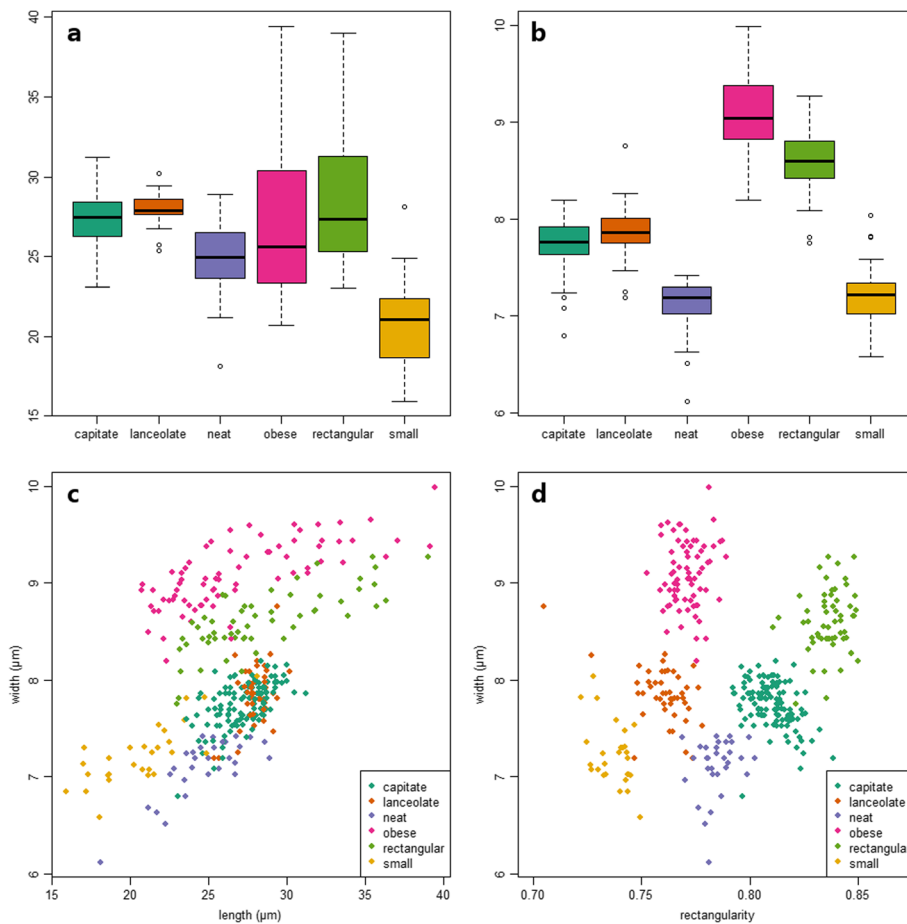 a
40
35
30
25
20
15
capitate lanceolate neat obese rectangular small
b
10
9
8
7
6
capitate lanceolate neat obese rectangular small
c
10
9
8
7
6
width (µm)
15 20 25 30 35 40
length (µm)
capitate
lanceolate
neat
obese
rectangular
small
d
10
9
8
7
6
width (µm)
0.70 0.75 0.80 0.85
rectangularity
capitate
lanceolate
neat
obese
rectangular
small